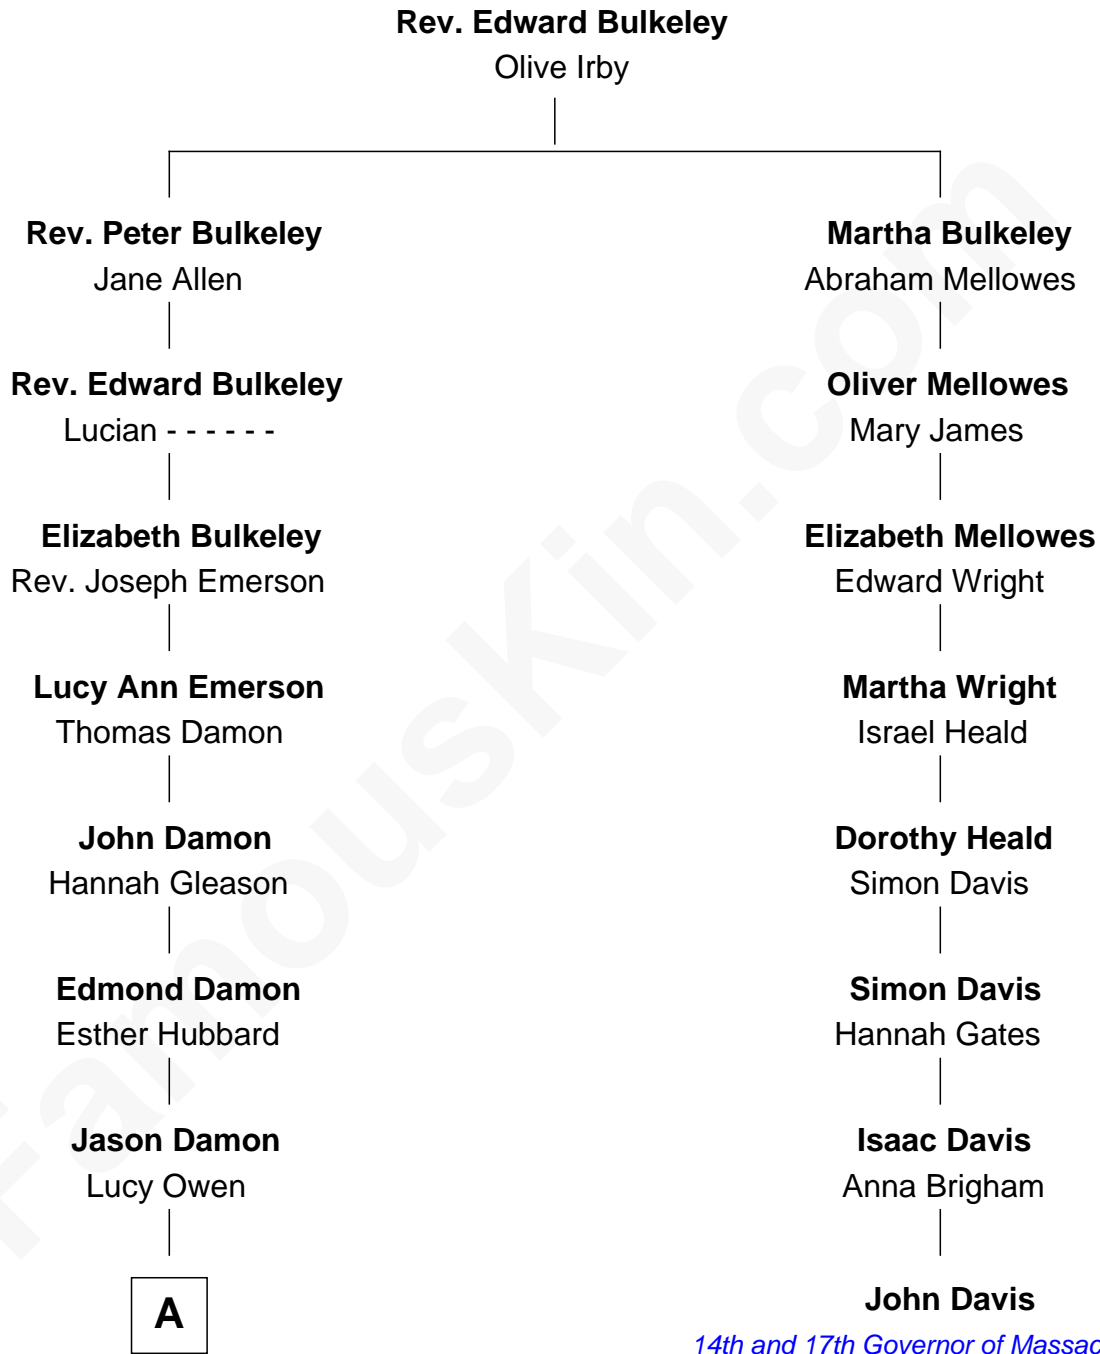 Rev. Edward Bulkeley
Olive Irby
Rev. Peter Bulkeley
Jane Allen
Martha Bulkeley
Abraham Mellowes
Rev. Edward Bulkeley
Lucian - - - - - -
Oliver Mellowes
Mary James
Elizabeth Bulkeley
Rev. Joseph Emerson
Elizabeth Mellowes
Edward Wright
Lucy Ann Emerson
Thomas Damon
Martha Wright
Israel Heald
John Damon
Hannah Gleason
Dorothy Heald
Simon Davis
Edmond Damon
Esther Hubbard
Simon Davis
Hannah Gates
Jason Damon
Lucy Owen
Isaac Davis
Anna Brigham
A
John Davis
14th and 17th Governor of Massac
FamousKin.com